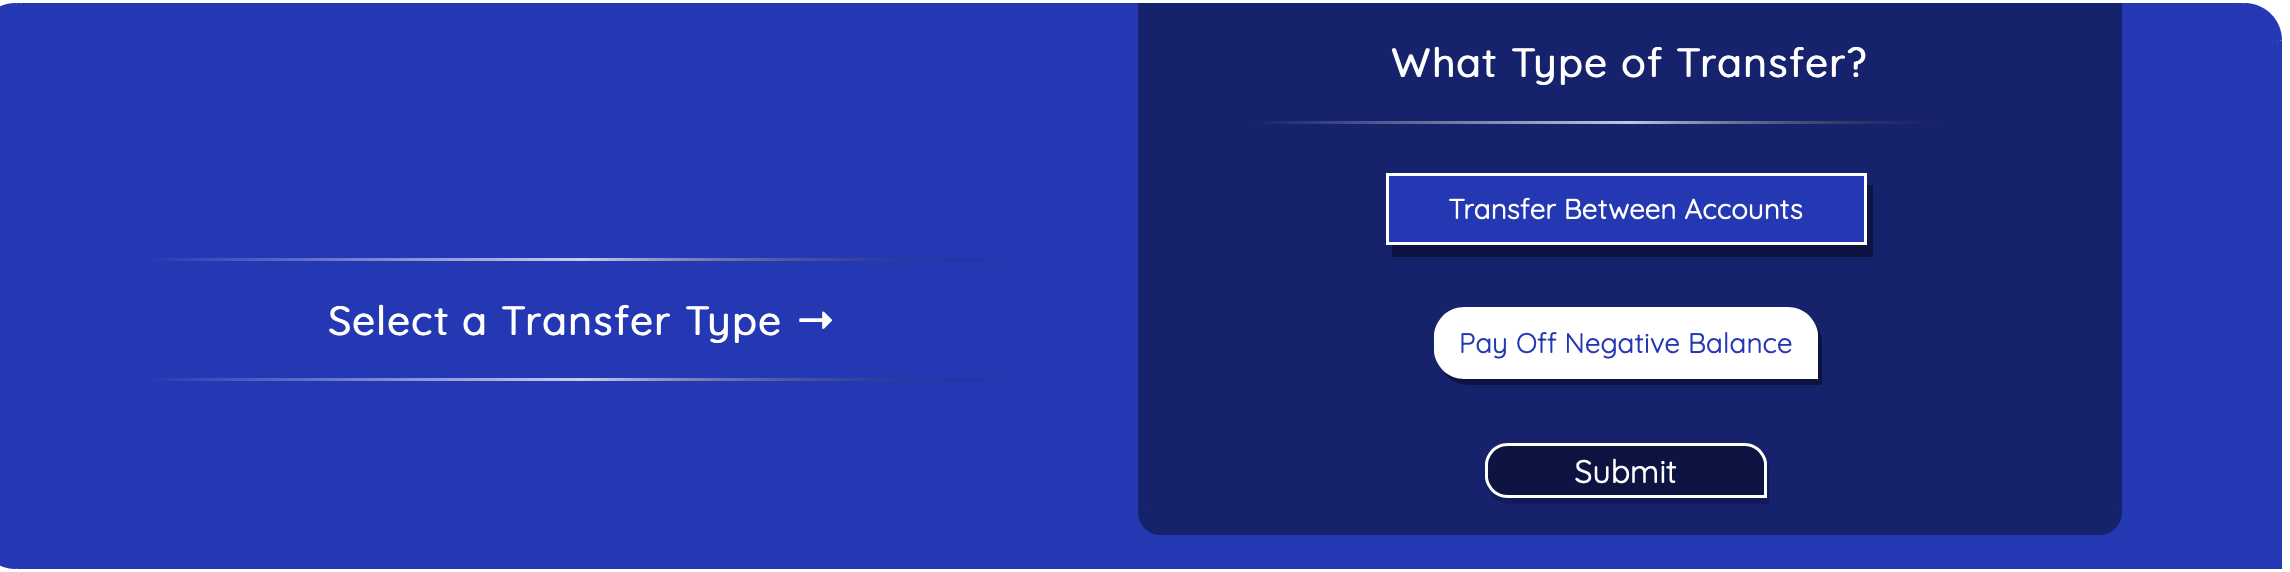 What Type of Transfer?
Transfer Between Accounts
Select a Transfer Type →
Pay Off Negative Balance
Submit